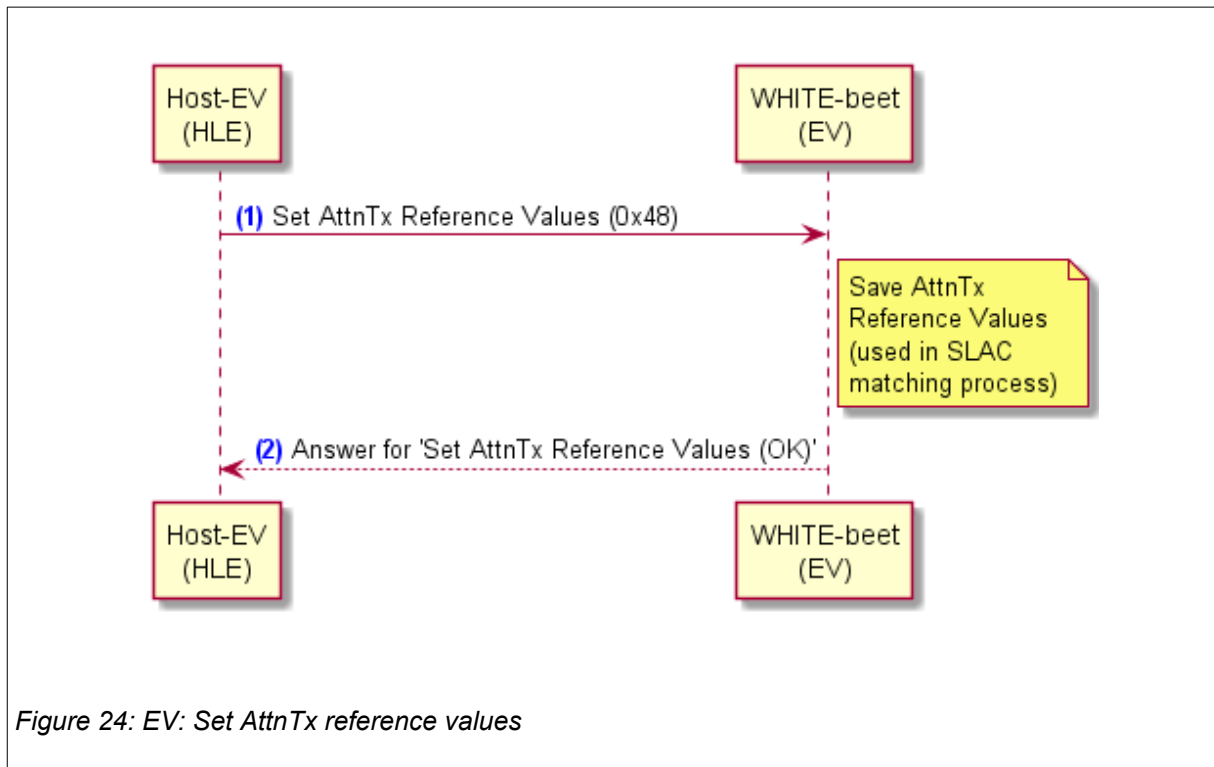 Host-EV
(HLE)
WHITE-beet
(EV)
(1) Set AttnTx Reference Values (0x48)
Save AttnTx
Reference Values
(used in SLAC
matching process)
(2) Answer for 'Set AttnTx Reference Values (OK)'
Host-EV
(HLE)
WHITE-beet
(EV)
Figure 24: EV: Set AttnTx reference values